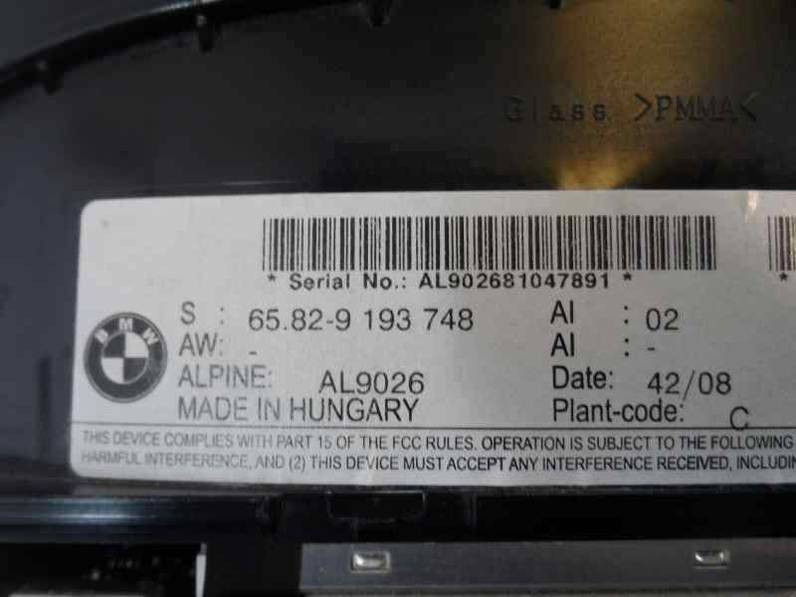 Glass >PMMA<
* Serial No.: AL902681047891 *
*
BMW
S : 65.82-9 193 748 AI : 02
AW: - AI : -
ALPINE: AL9026 Date: 42/08
MADE IN HUNGARY Plant-code: C
THIS DEVICE COMPLIES WITH PART 15 OF THE FCC RULES. OPERATION IS SUBJECT TO THE FOLLOWING
HARMFUL INTERFERENCE, AND (2) THIS DEVICE MUST ACCEPT ANY INTERFERENCE RECEIVED, INCLUDIN